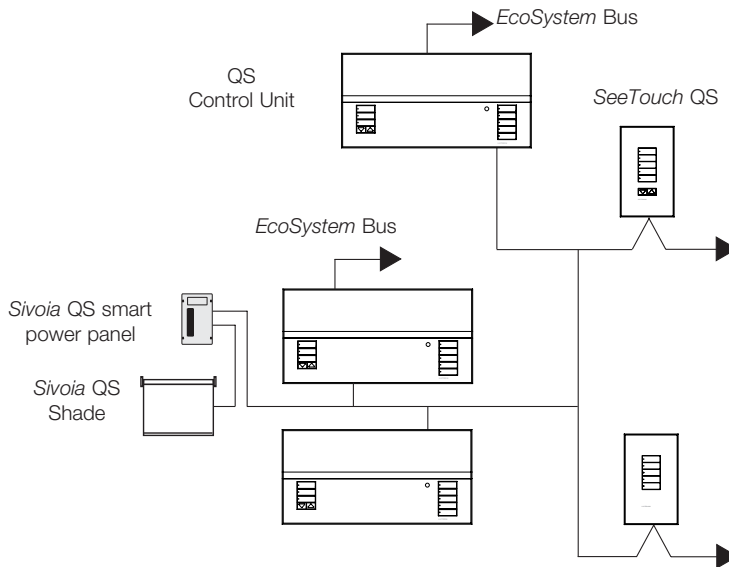 EcoSystem Bus
QS
Control Unit
SeeTouch QS
EcoSystem Bus
Sivoia QS smart
power panel
Sivoia QS
Shade